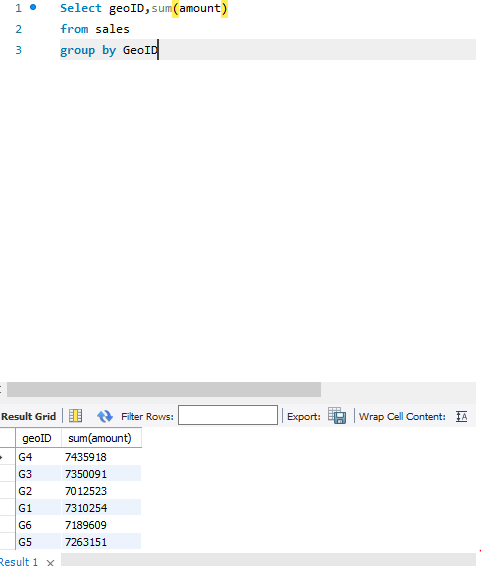 1 Select geoID,sum(amount)
2 from sales
3 group by GeoID
Result Grid Filter Rows: Export: Wrap Cell Content:
geoID sum(amount)
G4 7435918
G3 7350091
G2 7012523
G1 7310254
G6 7189609
G5 7263151
Result 1 ×